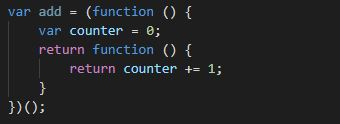 var add = (function () {
    var counter = 0;
    return function () {
        return counter += 1;
    }
})();